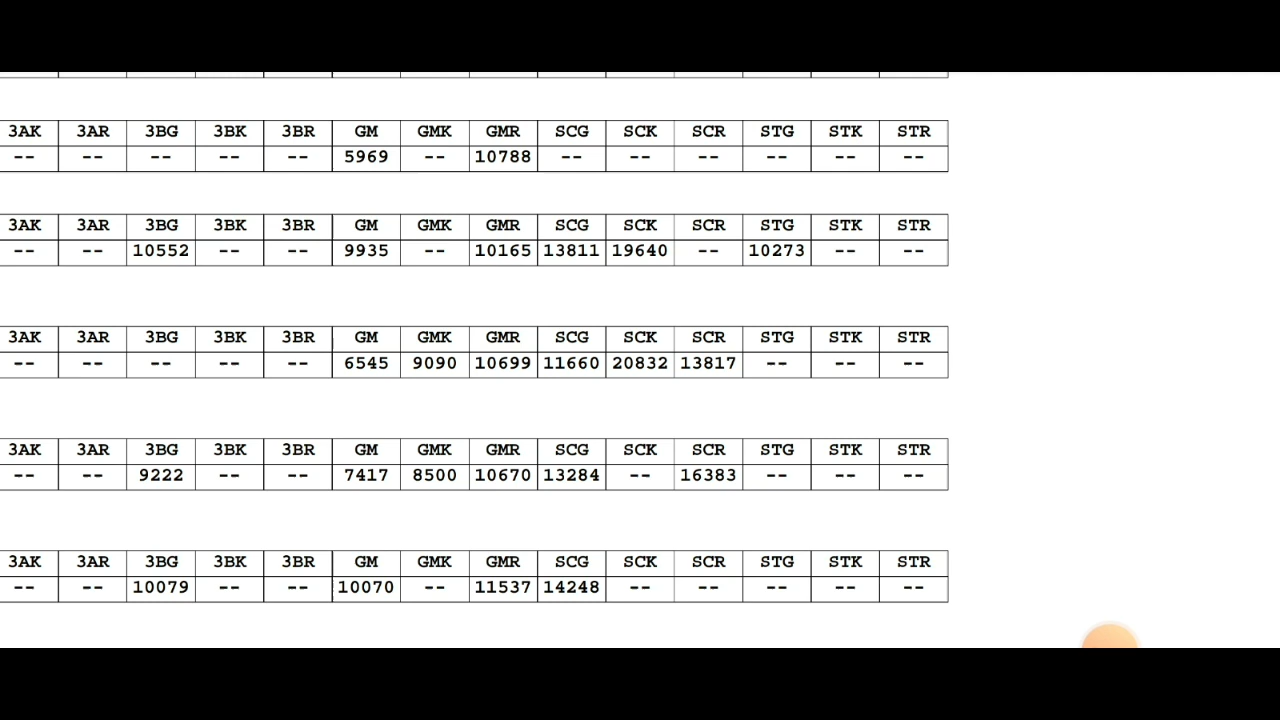 3AK 3AR 3BG 3BK 3BR GM GMK GMR SCG SCK SCR STG STK STR
-- -- -- -- -- 5969 -- 10788 -- -- -- -- -- --
3AK 3AR 3BG 3BK 3BR GM GMK GMR SCG SCK SCR STG STK STR
-- -- 10552 -- -- 9935 -- 10165 13811 19640 -- 10273 -- --
3AK 3AR 3BG 3BK 3BR GM GMK GMR SCG SCK SCR STG STK STR
-- -- -- -- -- 6545 9090 10699 11660 20832 13817 -- -- --
3AK 3AR 3BG 3BK 3BR GM GMK GMR SCG SCK SCR STG STK STR
-- -- 9222 -- -- 7417 8500 10670 13284 -- 16383 -- -- --
3AK 3AR 3BG 3BK 3BR GM GMK GMR SCG SCK SCR STG STK STR
-- -- 10079 -- -- 10070 -- 11537 14248 -- -- -- -- --